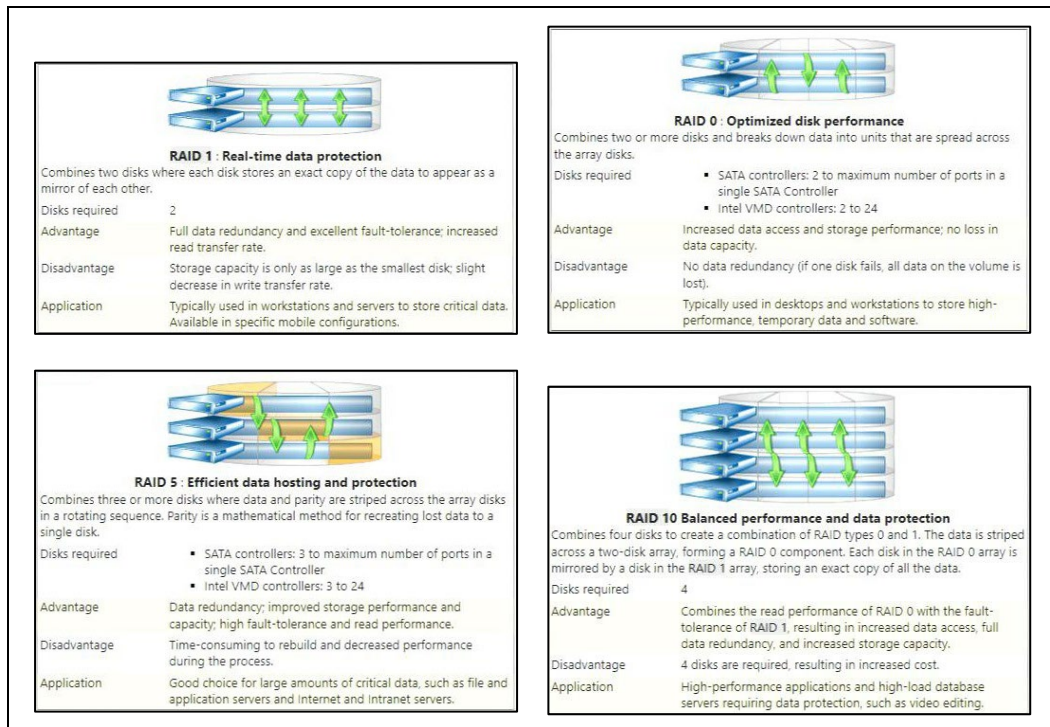 RAID 1 : Real-time data protection
Combines two disks where each disk stores an exact copy of the data to appear as a
mirror of each other.
Disks required 2
Advantage Full data redundancy and excellent fault-tolerance; increased
read transfer rate.
Disadvantage Storage capacity is only as large as the smallest disk; slight
decrease in write transfer rate.
Application Typically used in workstations and servers to store critical data.
Available in specific mobile configurations.
RAID 0 : Optimized disk performance
Combines two or more disks and breaks down data into units that are spread across
the array disks.
Disks required ▪ SATA controllers: 2 to maximum number of ports in a
single SATA Controller
▪ Intel VMD controllers: 2 to 24
Advantage Increased data access and storage performance; no loss in
data capacity.
Disadvantage No data redundancy (if one disk fails, all data on the volume is
lost).
Application Typically used in desktops and workstations to store high-
performance, temporary data and software.
RAID 5 : Efficient data hosting and protection
Combines three or more disks where data and parity are striped across the array disks
in a rotating sequence. Parity is a mathematical method for recreating lost data to a
single disk.
Disks required ▪ SATA controllers: 3 to maximum number of ports in a
single SATA Controller
▪ Intel VMD controllers: 3 to 24
Advantage Data redundancy; improved storage performance and
capacity; high fault-tolerance and read performance.
Disadvantage Time-consuming to rebuild and decreased performance
during the process.
Application Good choice for large amounts of critical data, such as file and
application servers and Internet and Intranet servers.
RAID 10 Balanced performance and data protection
Combines four disks to create a combination of RAID types 0 and 1. The data is striped
across a two-disk array, forming a RAID 0 component. Each disk in the RAID 0 array is
mirrored by a disk in the RAID 1 array, storing an exact copy of all the data.
Disks required 4
Advantage Combines the read performance of RAID 0 with the fault-
tolerance of RAID 1, resulting in increased data access, full
data redundancy, and increased storage capacity.
Disadvantage 4 disks are required, resulting in increased cost.
Application High-performance applications and high-load database
servers requiring data protection, such as video editing.